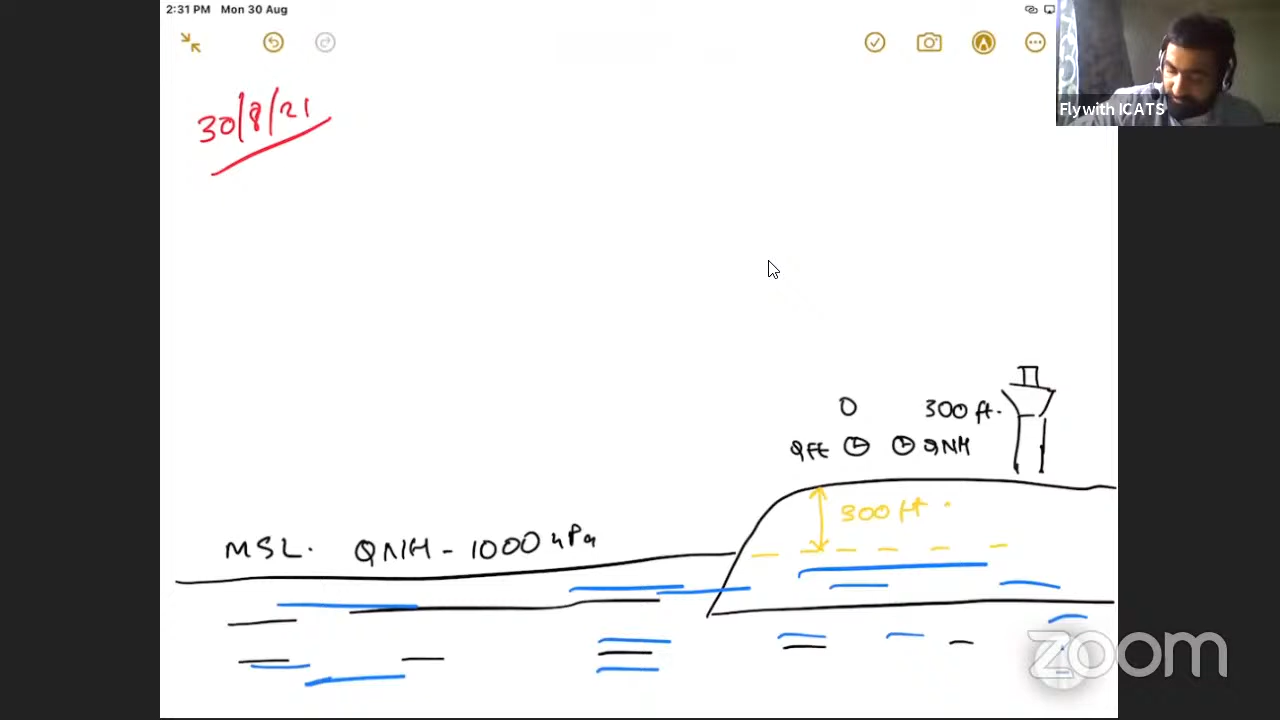 2:31 PM Mon 30 Aug
30/8/21
Flywith ICATS
0 300 ft.
QFE QNH
300 ft.
MSL. QNH - 1000 hPa
zoom